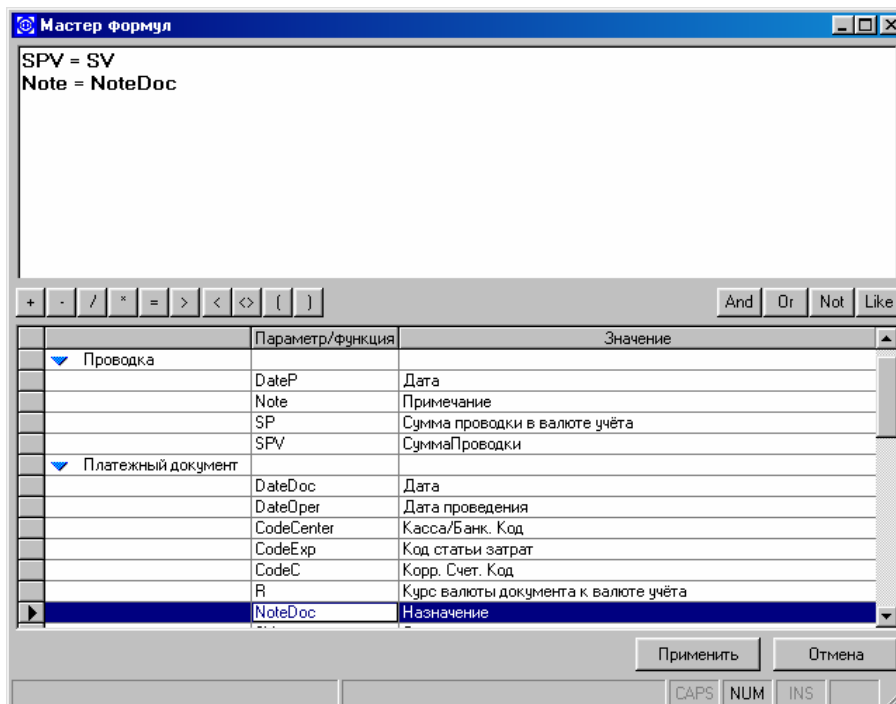 Мастер Формул
SPV = SV
Note = NoteDoc
+ - / * = > < <> ( ) And Or Not Like
Параметр/функция Значение
Проводка
DateP Дата
Note Примечание
SP Сумма проводки в валюте учёта
SPV СуммаПроводки
Платежный документ
DateDoc Дата
DateOper Дата проведения
CodeCenter Касса/Банк. Код
CodeExp Код статьи затрат
CodeC Корр. Счет. Код
R Курс валюты документа к валюте учёта
NoteDoc Назначение
Применить Отмена
CAPS NUM INS